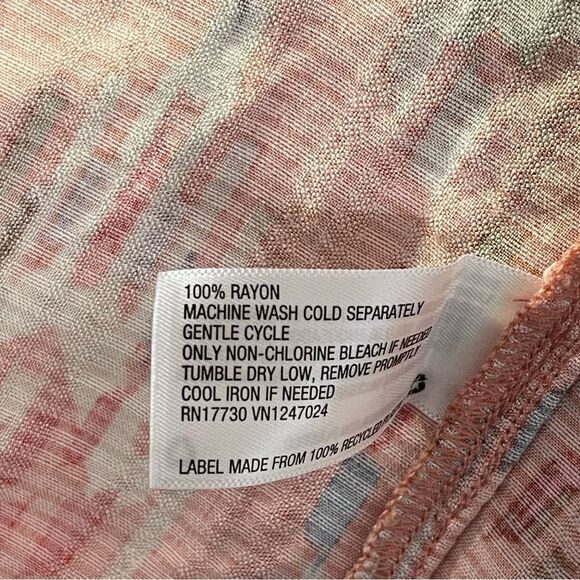 100% RAYON
MACHINE WASH COLD SEPARATELY
GENTLE CYCLE
ONLY NON-CHLORINE BLEACH IF NEEDED
TUMBLE DRY LOW, REMOVE PROMPTLY
COOL IRON IF NEEDED
RN17730 VN1247024
LABEL MADE FROM 100% RECYCLED